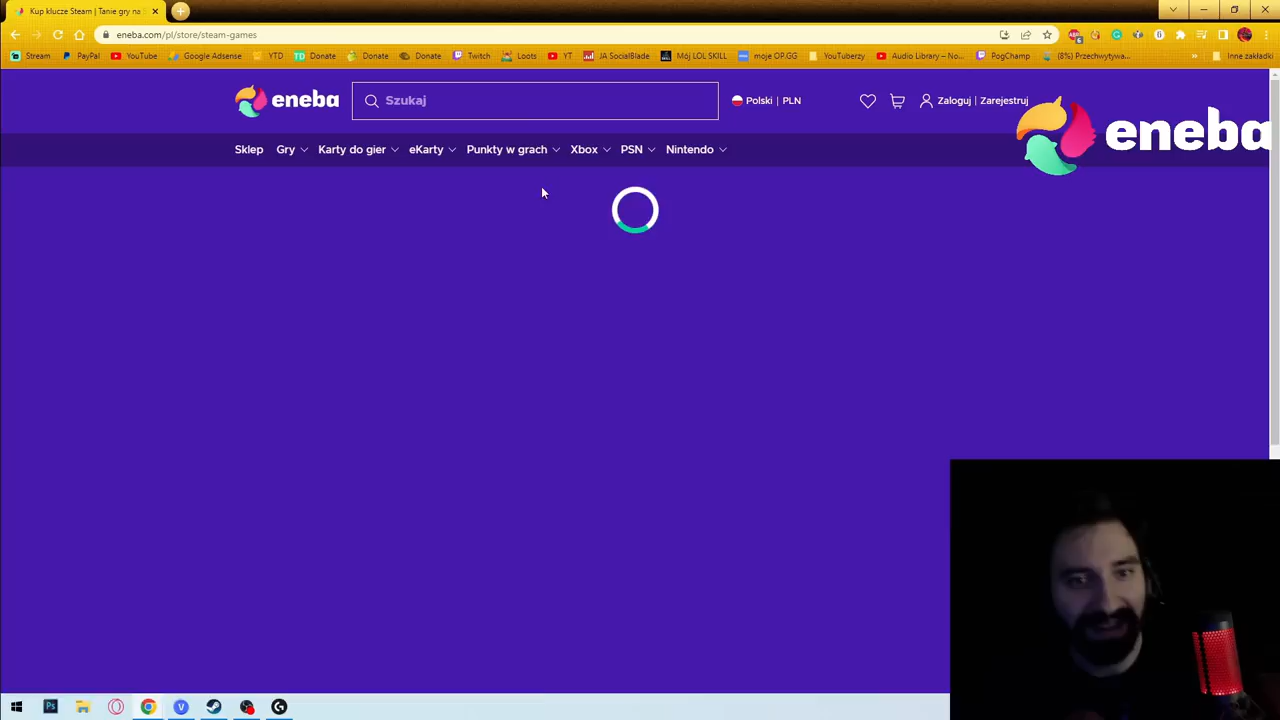 Kup klucze Steam | Tanie gry na S
eneba.com/pl/store/steam-games
Stream PayPal YouTube Google Adsense YTD Donate Donate Donate Twitch Loots YT JA SocialBlade Mój LOL SKILL moje OP.GG YouTuberzy Audio Library – No... PogChamp (8%) Przechwytywa... » Inne zakładki
eneba Szukaj Polski | PLN Zaloguj | Zarejestruj
eneba
Sklep Gry Karty do gier eKarty Punkty w grach Xbox PSN Nintendo
Ps